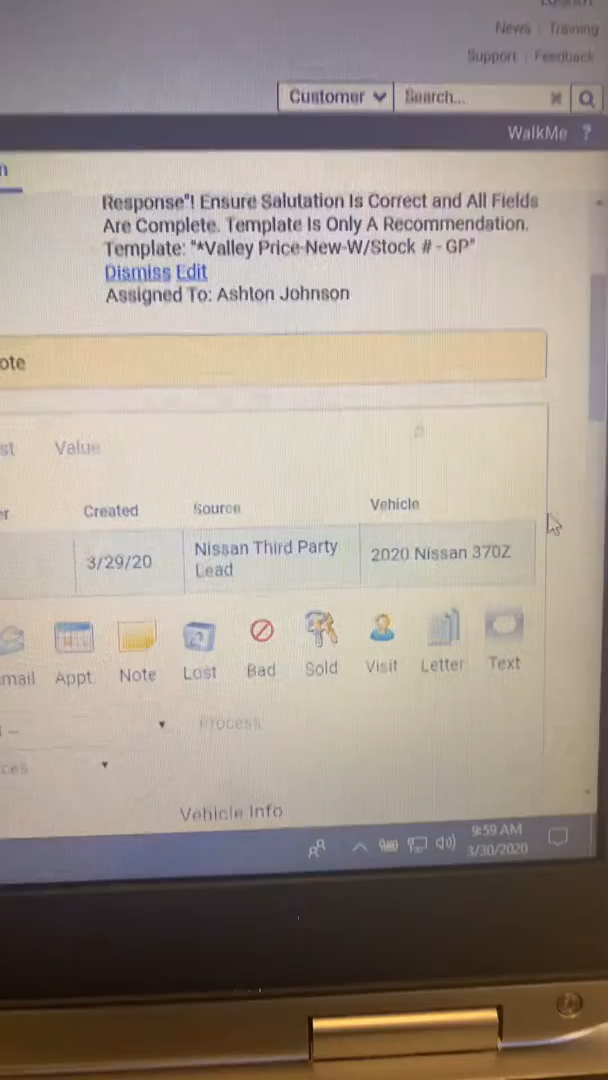 News | Training
Support | Feedback
Customer Search...
WalkMe ?
Response"! Ensure Salutation Is Correct and All Fields
Are Complete. Template Is Only A Recommendation.
Template: "*Valley Price-New-W/Stock # - GP"
Dismiss Edit
Assigned To: Ashton Johnson
ote
st Value
er Created Source Vehicle
3/29/20 Nissan Third Party Lead 2020 Nissan 370Z
mail Appt Note Lost Bad Sold Visit Letter Text
Process
ces
Vehicle Info
9:59 AM
3/30/2020